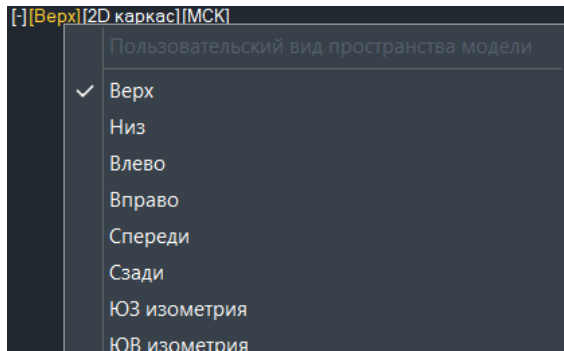 [-][Верх][2D каркас][МСК]
Пользовательский вид пространства модели
Верх
Низ
Влево
Вправо
Спереди
Сзади
ЮЗ изометрия
ЮВ изометрия